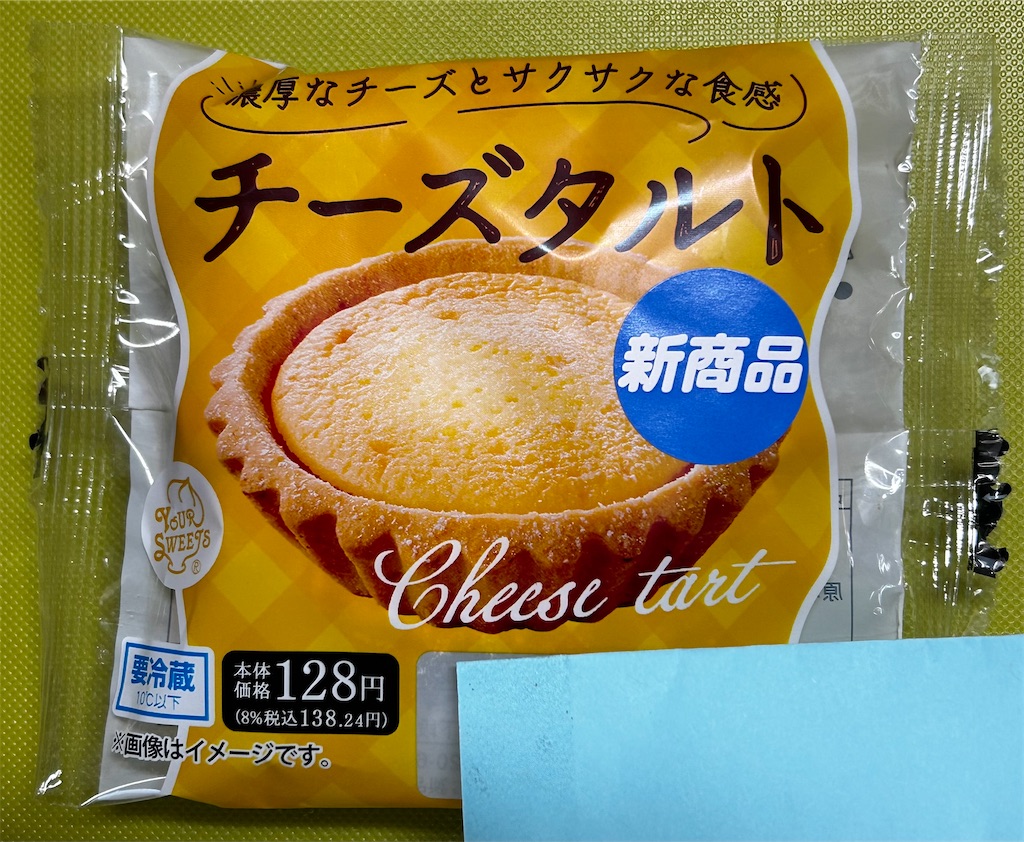 濃厚なチーズとサクサクな食感
チーズタルト
新商品
YOUR
SWEETS
®
Cheese tart
要冷蔵
10℃以下
本体
価格
128円
(8%税込138.24円)
※画像はイメージです。
原